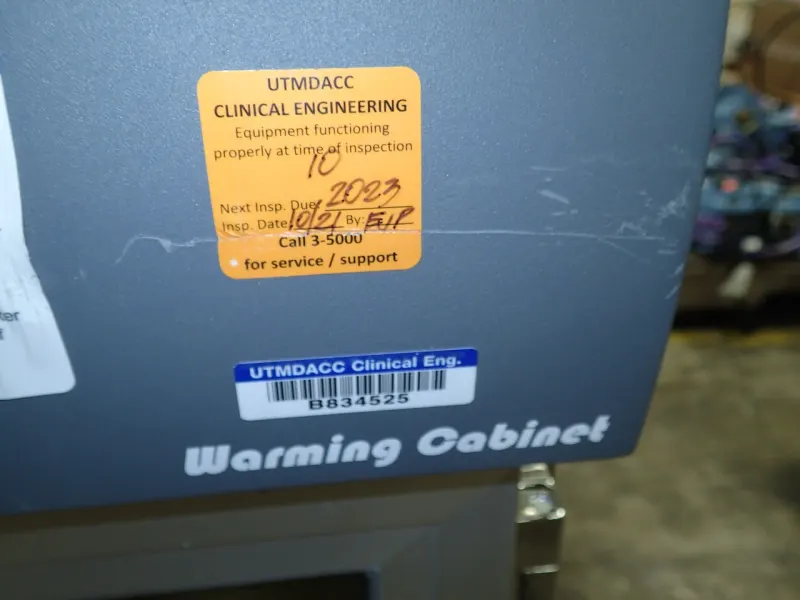 UTMDACC
CLINICAL ENGINEERING
Equipment functioning
properly at time of inspection
10
Next Insp. Due: 2023
Insp. Date: 10/21 By: EUP
Call 3-5000
for service / support
UTMDACC Clinical Eng.
B834525
Warming Cabinet